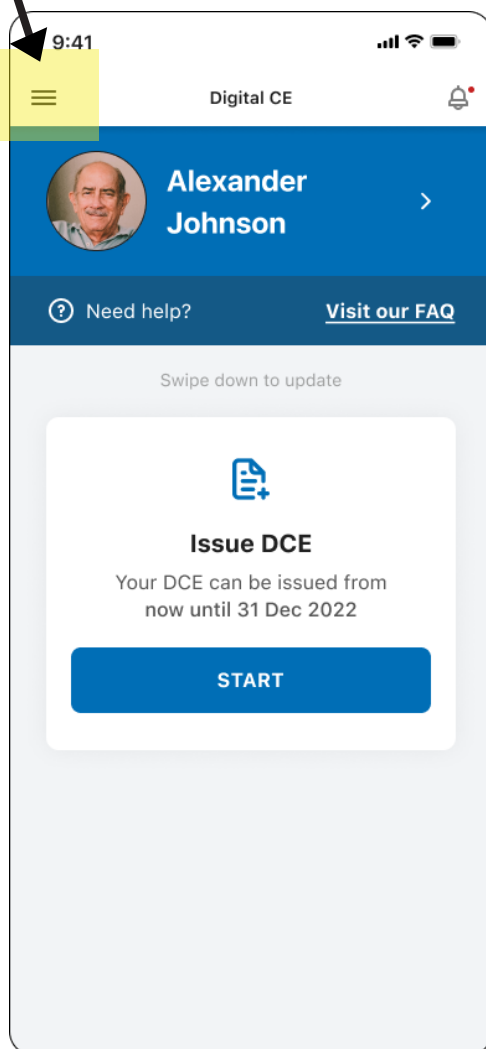 9:41
Digital CE
Alexander
Johnson
Need help? Visit our FAQ
Swipe down to update
Issue DCE
Your DCE can be issued from
now until 31 Dec 2022
START